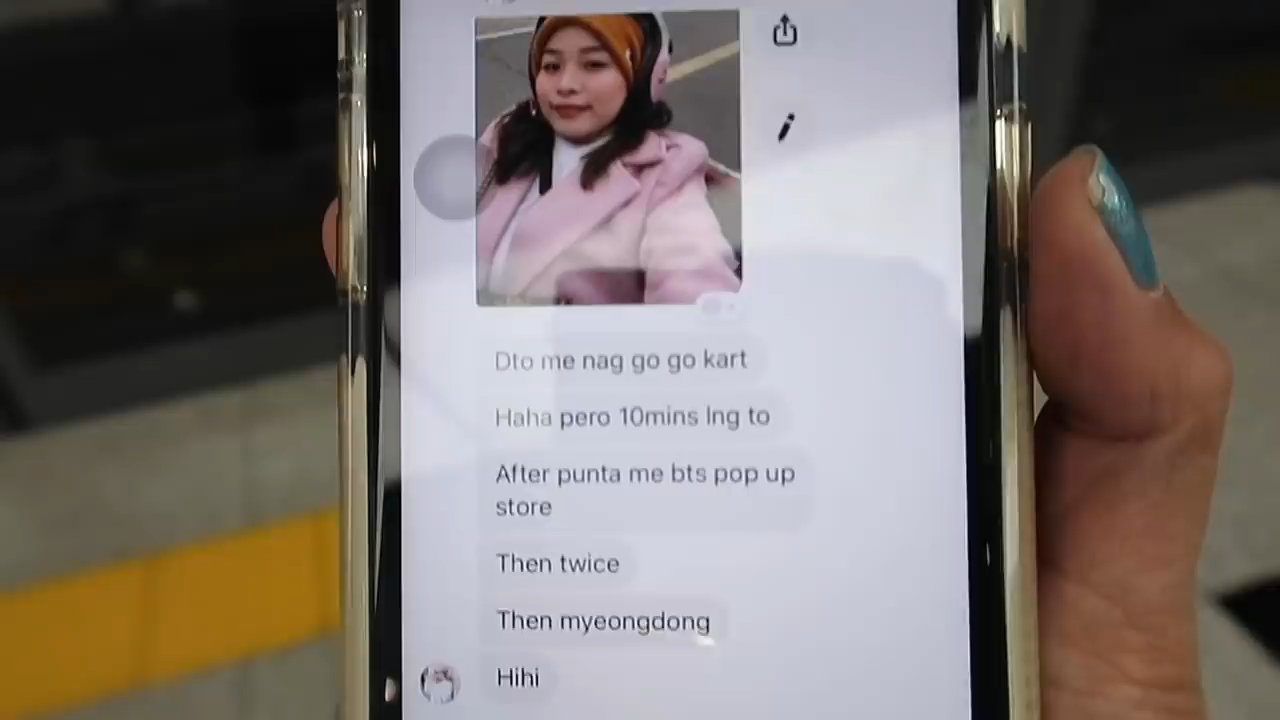 Dto me nag go go kart
Haha pero 10mins lng to
After punta me bts pop up
store
Then twice
Then myeongdong
Hihi